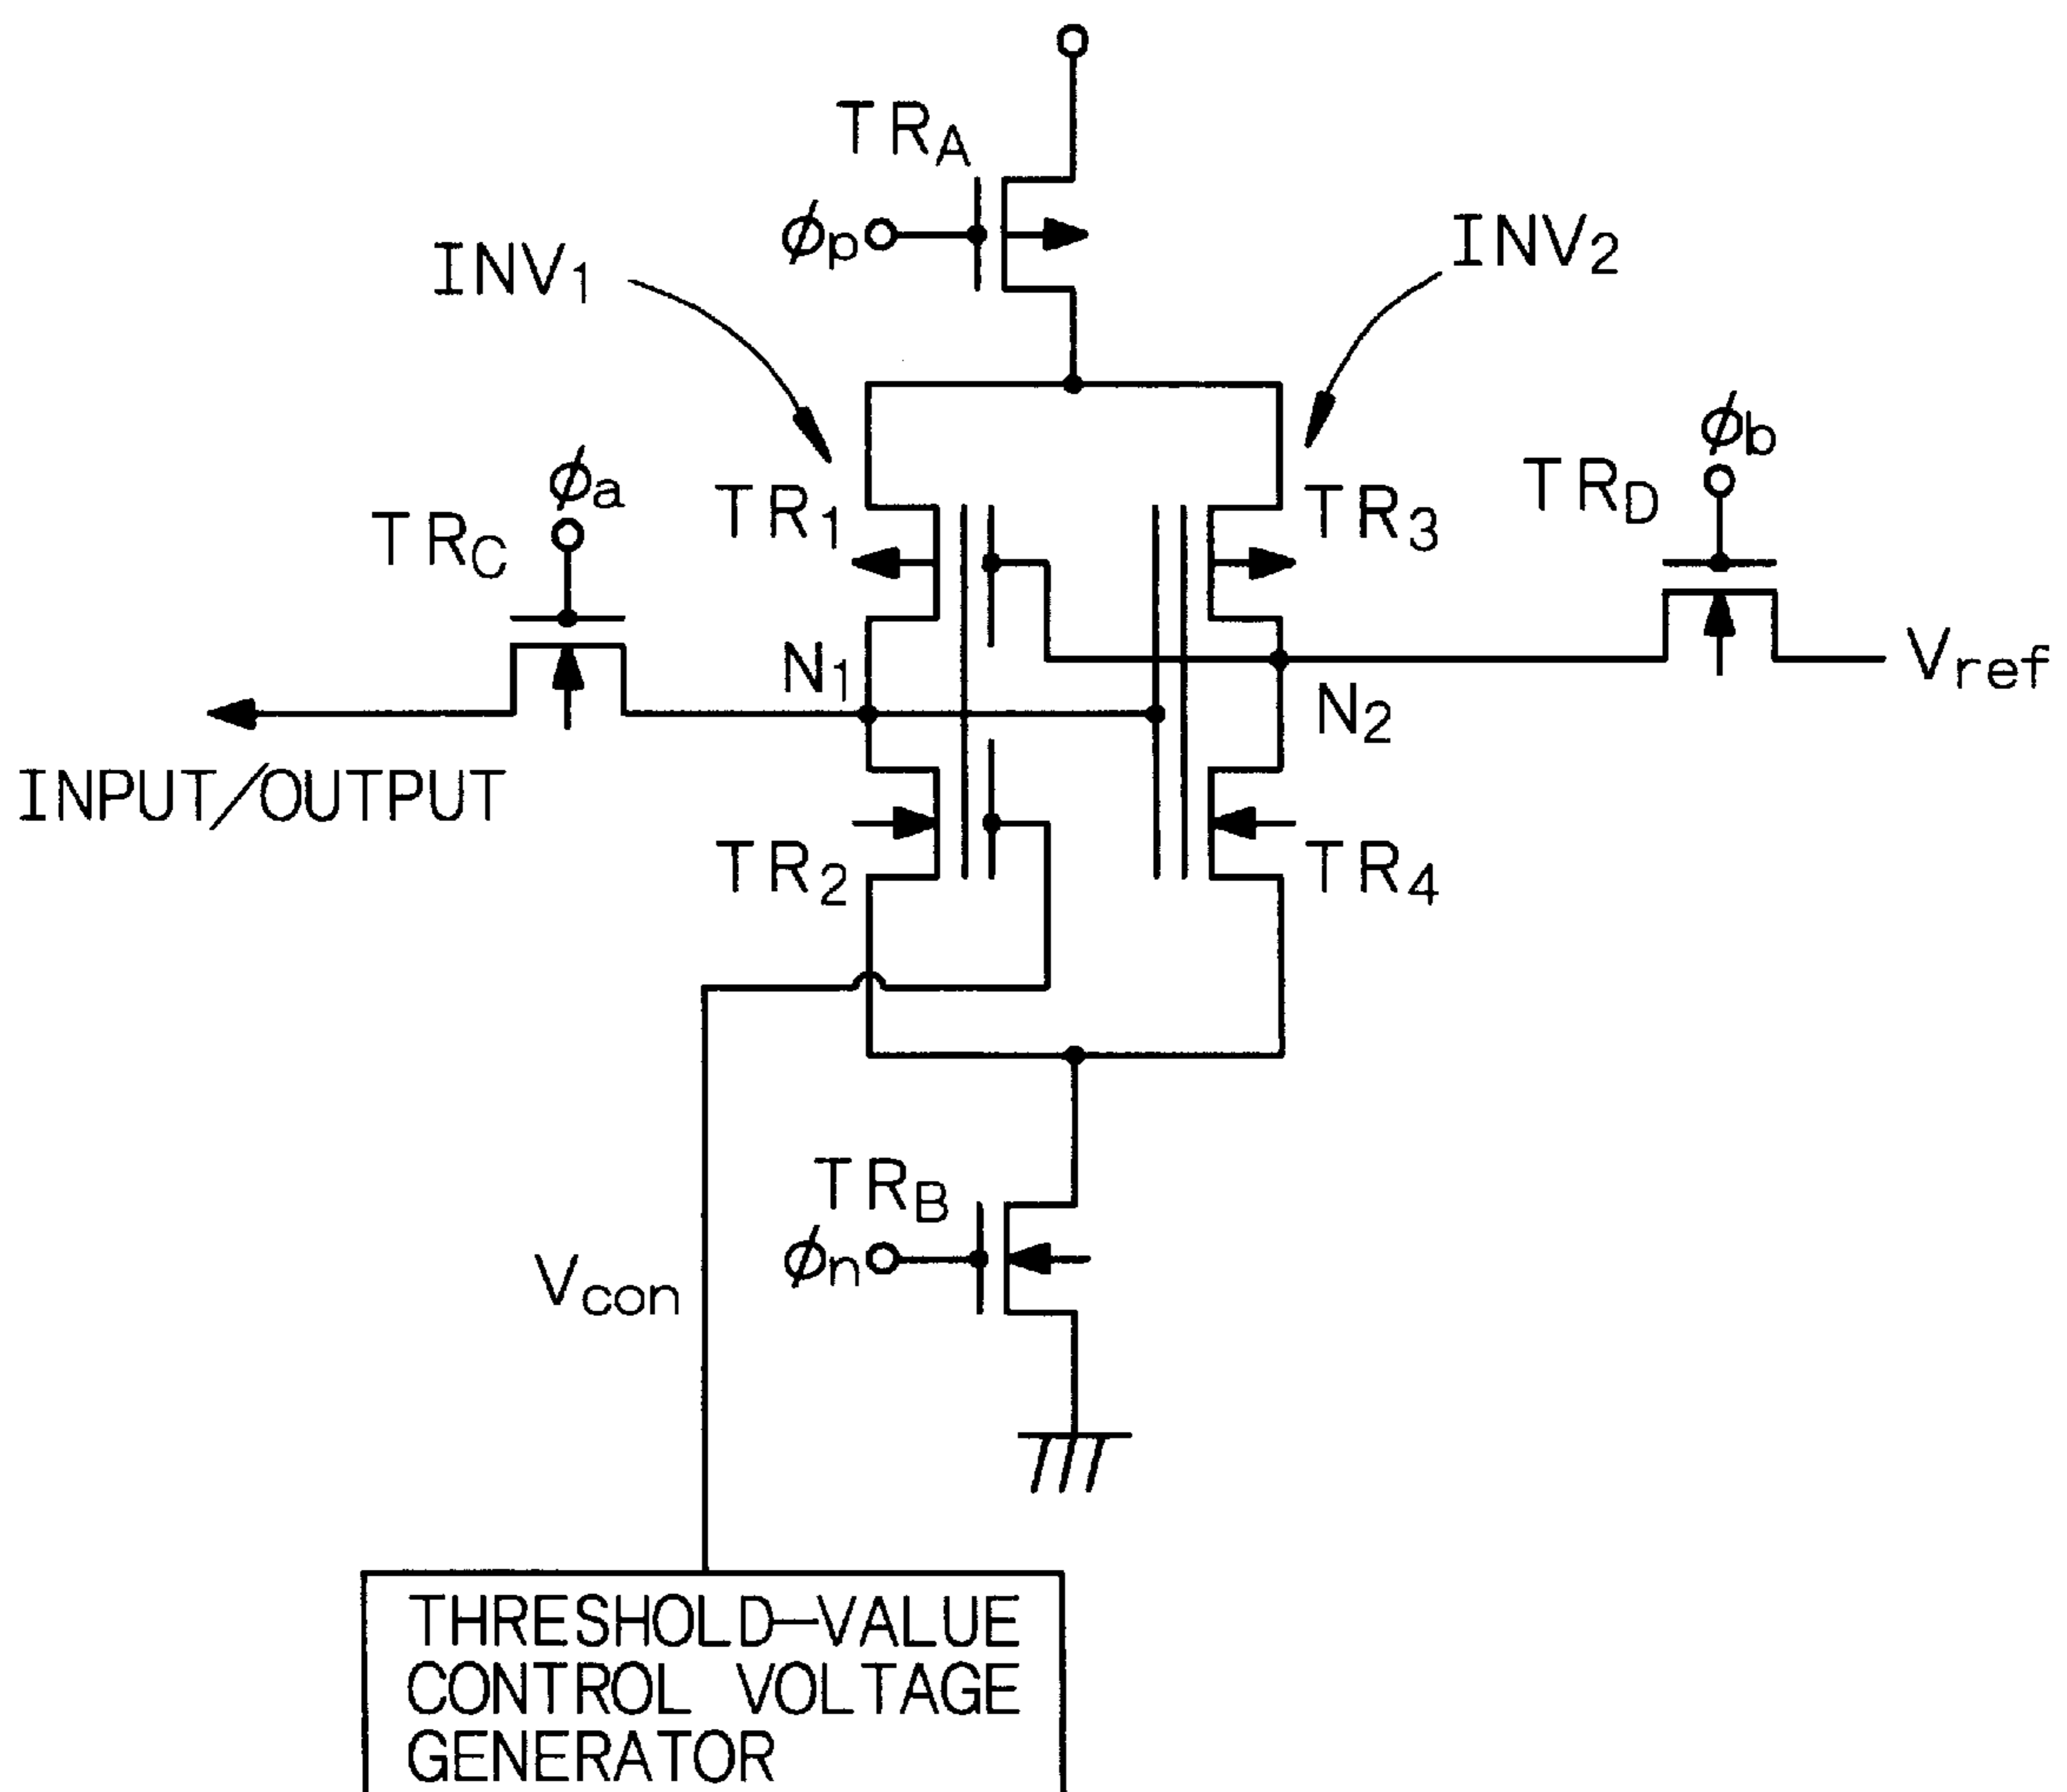 TRA
ϕp
INV1
INV2
ϕa
TRC
TR1
TR3
TRD
ϕb
N1
N2
Vref
INPUT/OUTPUT
TR2
TR4
TRB
ϕn
Vcon
THRESHOLD-VALUE
CONTROL VOLTAGE
GENERATOR